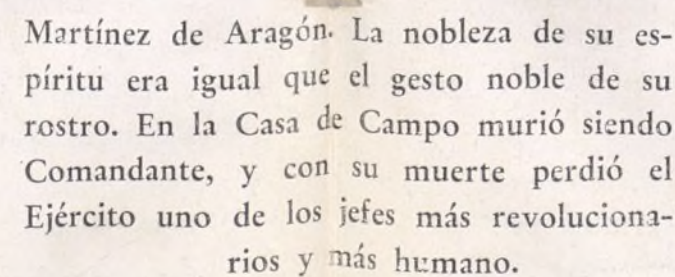 Martínez de Aragón. La nobleza de su es-
píritu era igual que el gesto noble de su
rostro. En la Casa de Campo murió siendo
Comandante, y con su muerte perdió el
Ejército uno de los jefes más revoluciona-
rios y más humano.